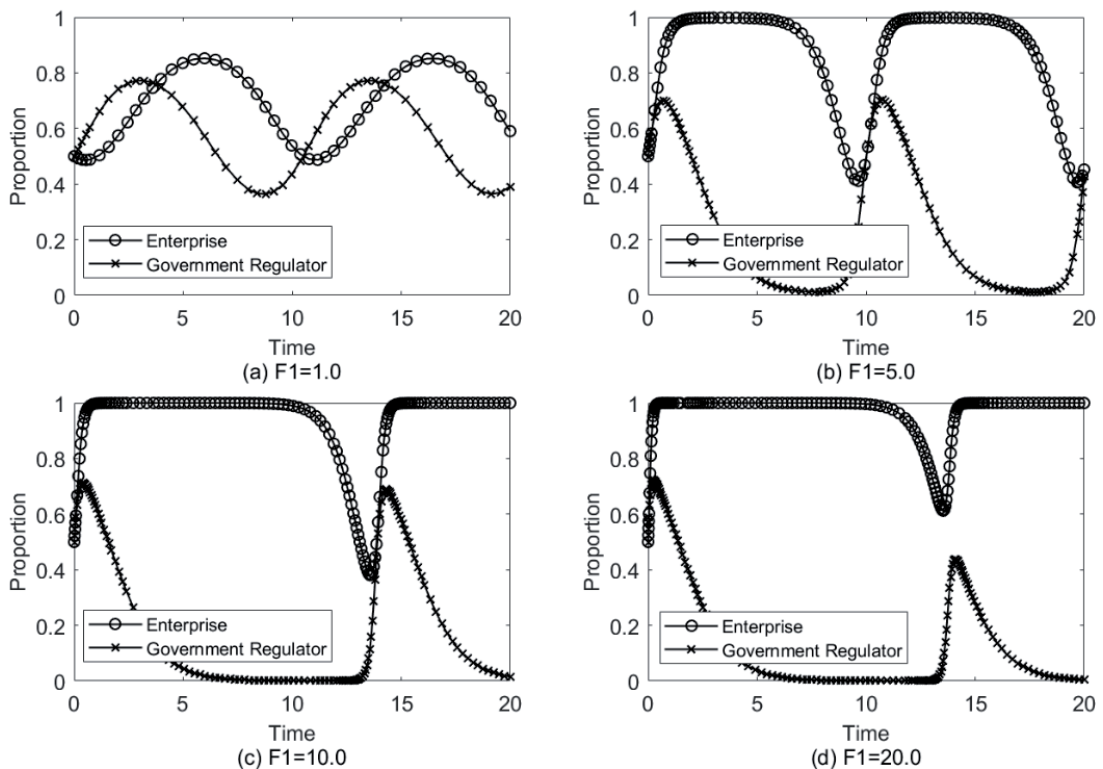 1
0.8
0.6
0.4
0.2
0
Proportion
Enterprise
Government Regulator
0 5 10 15 20
Time
(a) F1=1.0
1
0.8
0.6
0.4
0.2
0
Proportion
Enterprise
Government Regulator
0 5 10 15 20
Time
(b) F1=5.0
1
0.8
0.6
0.4
0.2
0
Proportion
Enterprise
Government Regulator
0 5 10 15 20
Time
(c) F1=10.0
1
0.8
0.6
0.4
0.2
0
Proportion
Enterprise
Government Regulator
0 5 10 15 20
Time
(d) F1=20.0